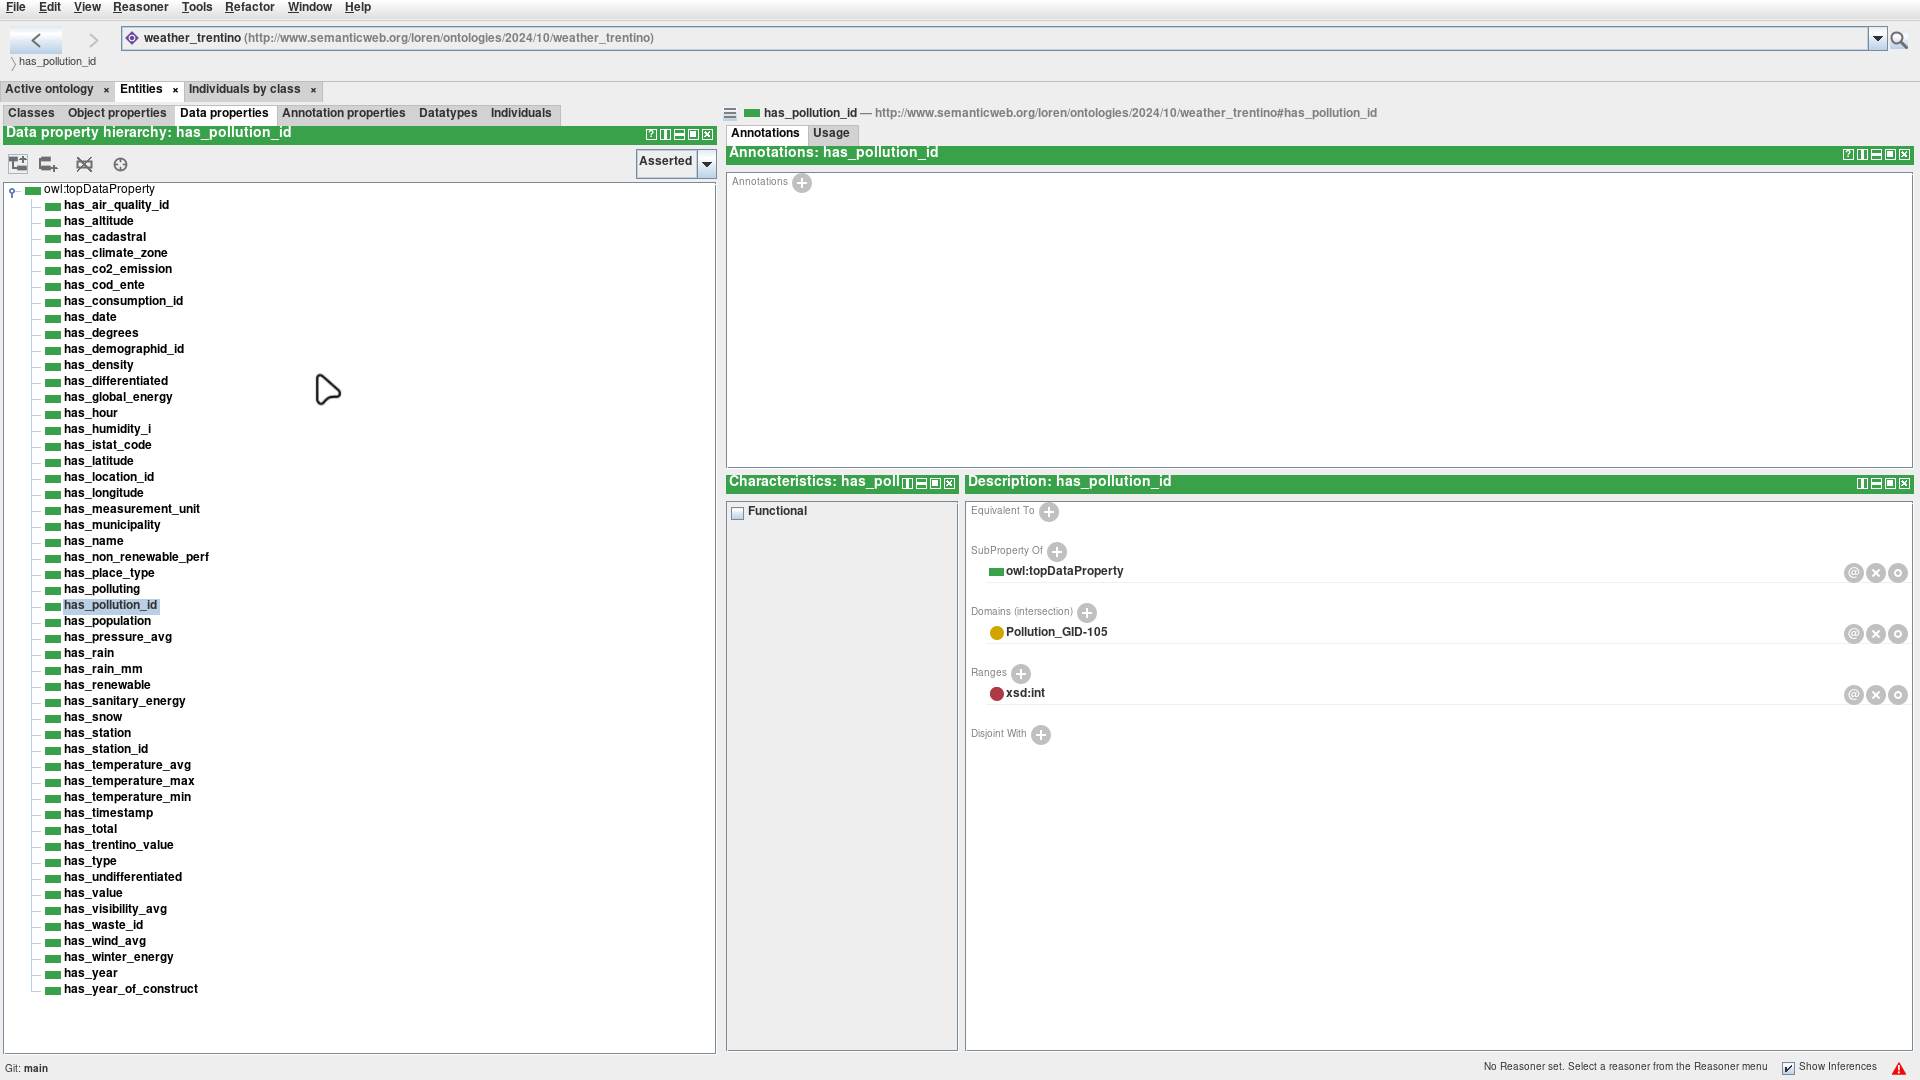 File Edit View Reasoner Tools Refactor Window Help
weather_trentino (http://www.semanticweb.org/loren/ontologies/2024/10/weather_trentino)
has_pollution_id
Active ontology × Entities × Individuals by class ×
Classes Object properties Data properties Annotation properties Datatypes Individuals
Data property hierarchy: has_pollution_id
Asserted
owl:topDataProperty
has_air_quality_id
has_altitude
has_cadastral
has_climate_zone
has_co2_emission
has_cod_ente
has_consumption_id
has_date
has_degrees
has_demographid_id
has_density
has_differentiated
has_global_energy
has_hour
has_humidity_i
has_istat_code
has_latitude
has_location_id
has_longitude
has_measurement_unit
has_municipality
has_name
has_non_renewable_perf
has_place_type
has_polluting
has_pollution_id
has_population
has_pressure_avg
has_rain
has_rain_mm
has_renewable
has_sanitary_energy
has_snow
has_station
has_station_id
has_temperature_avg
has_temperature_max
has_temperature_min
has_timestamp
has_total
has_trentino_value
has_type
has_undifferentiated
has_value
has_visibility_avg
has_waste_id
has_wind_avg
has_winter_energy
has_year
has_year_of_construct
has_pollution_id — http://www.semanticweb.org/loren/ontologies/2024/10/weather_trentino#has_pollution_id
Annotations Usage
Annotations: has_pollution_id
Annotations
Characteristics: has_poll
Functional
Description: has_pollution_id
Equivalent To
SubProperty Of
owl:topDataProperty
Domains (intersection)
Pollution_GID-105
Ranges
xsd:int
Disjoint With
Git: main
No Reasoner set. Select a reasoner from the Reasoner menu Show Inferences